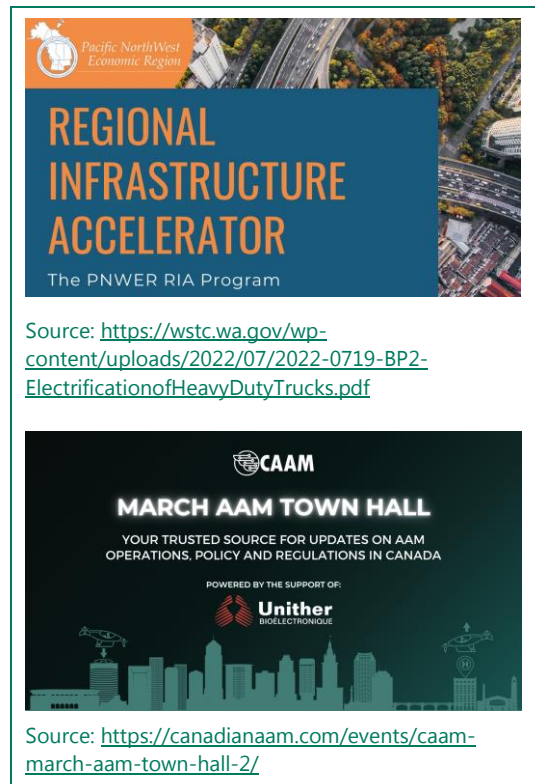 Pacific NorthWest
Economic Region
REGIONAL
INFRASTRUCTURE
ACCELERATOR
The PNWER RIA Program
Source: https://wstc.wa.gov/wp-
content/uploads/2022/07/2022-0719-BP2-
ElectrificationofHeavyDutyTrucks.pdf
CAAM
MARCH AAM TOWN HALL
YOUR TRUSTED SOURCE FOR UPDATES ON AAM
OPERATIONS, POLICY AND REGULATIONS IN CANADA
POWERED BY THE SUPPORT OF:
Unither
BIOÉLECTRONIQUE
H
Source: https://canadianaam.com/events/caam-
march-aam-town-hall-2/